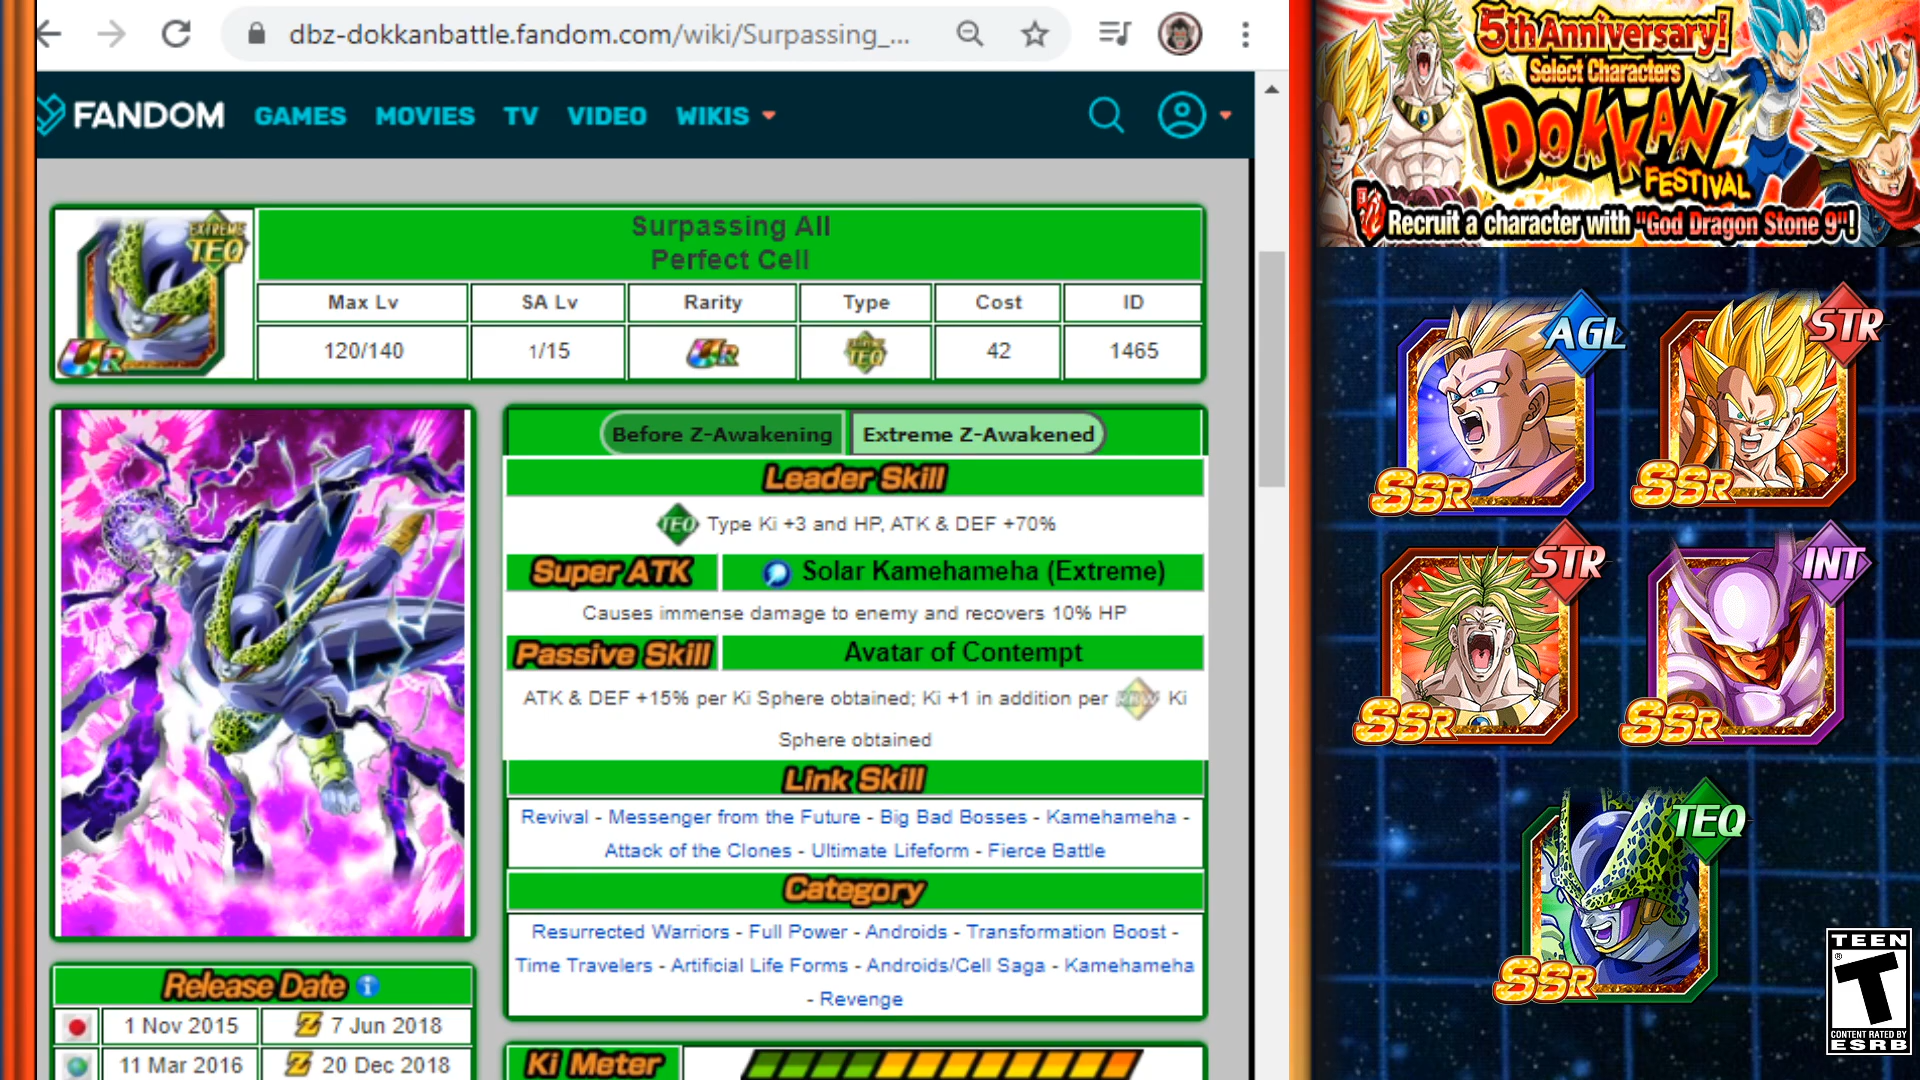 dbz-dokkanbattle.fandom.com/wiki/Surpassing_...
FANDOM GAMES MOVIES TV VIDEO WIKIS
EXTREME TEQ
UR
Surpassing All
Perfect Cell
Max Lv SA Lv Rarity Type Cost ID
120/140 1/15 UR EXTREME TEQ 42 1465
Before Z-Awakening Extreme Z-Awakened
Leader Skill
TEQ Type Ki +3 and HP, ATK & DEF +70%
Super ATK Solar Kamehameha (Extreme)
Causes immense damage to enemy and recovers 10% HP
Passive Skill Avatar of Contempt
ATK & DEF +15% per Ki Sphere obtained; Ki +1 in addition per RBW Ki
Sphere obtained
Link Skill
Revival - Messenger from the Future - Big Bad Bosses - Kamehameha -
Attack of the Clones - Ultimate Lifeform - Fierce Battle
Category
Resurrected Warriors - Full Power - Androids - Transformation Boost -
Time Travelers - Artificial Life Forms - Androids/Cell Saga - Kamehameha
- Revenge
Release Date i
1 Nov 2015 Z 7 Jun 2018
11 Mar 2016 Z 20 Dec 2018
Ki Meter
5th Anniversary!
Select Characters
DOKKAN
FESTIVAL
Recruit a character with "God Dragon Stone 9"!
AGL
SSR
STR
SSR
STR
SSR
INT
SSR
TEQ
SSR
TEEN
T
®
CONTENT RATED BY
ESRB